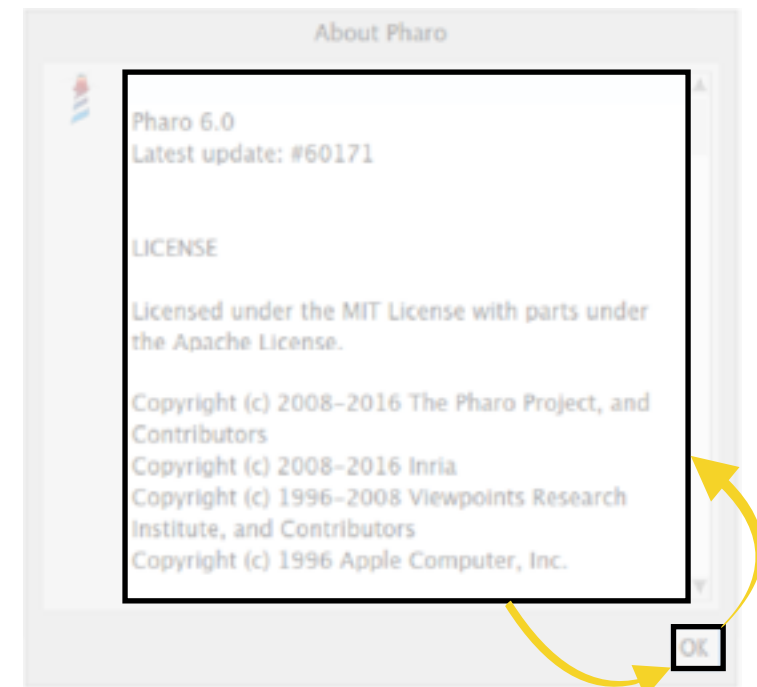 About Pharo
Pharo 6.0
Latest update: #60171
LICENSE
Licensed under the MIT License with parts under
the Apache License.
Copyright (c) 2008–2016 The Pharo Project, and
Contributors
Copyright (c) 2008–2016 Inria
Copyright (c) 1996–2008 Viewpoints Research
Institute, and Contributors
Copyright (c) 1996 Apple Computer, Inc.
OK